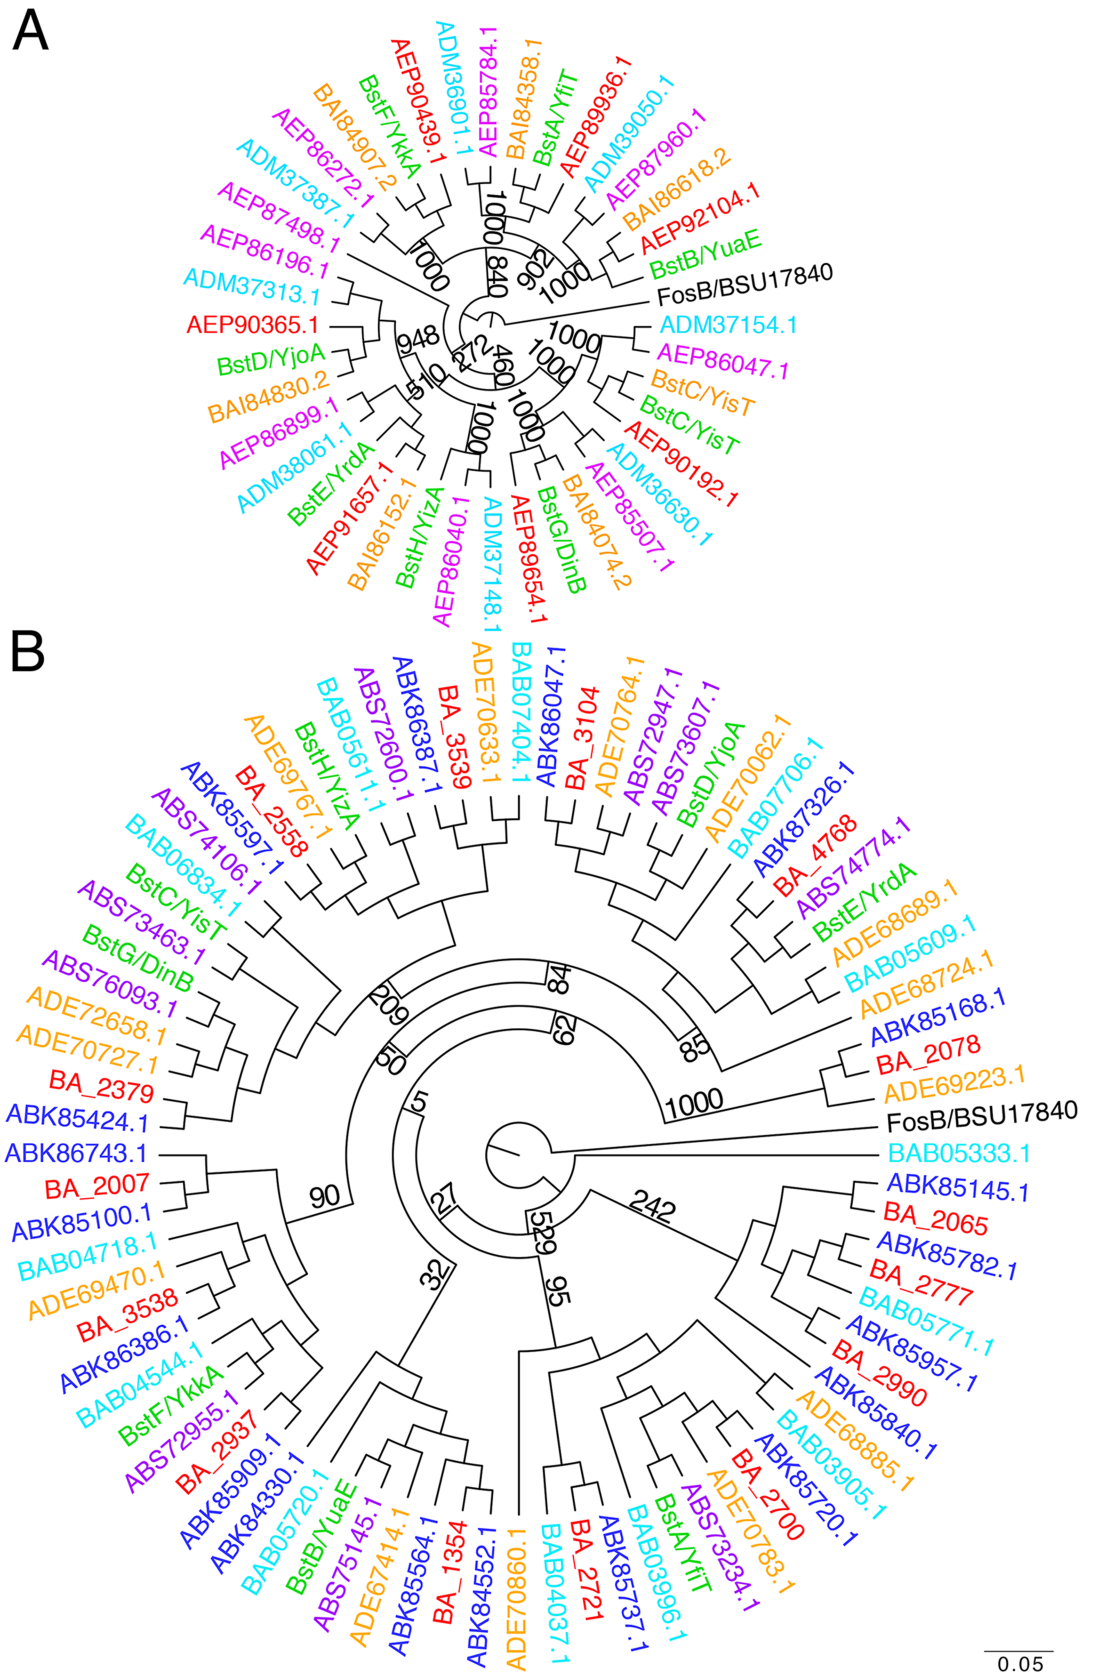 A
ADM36901.1
AEP85784.1
BAI84358.1
BstA/YfiT
AEP89936.1
ADM39050.1
AEP87960.1
BAI86618.2
AEP92104.1
BstB/YuaE
FosB/BSU17840
ADM37154.1
AEP86047.1
BstC/YisT
BstC/YisT
AEP90192.1
ADM36630.1
AEP85507.1
BAI84074.2
BstG/DinB
AEP89654.1
ADM37148.1
AEP86040.1
BstH/YizA
BAI86152.1
AEP91657.1
BstE/YrdA
ADM38061.1
AEP86899.1
BAI84830.2
BstD/YjoA
AEP90365.1
ADM37313.1
AEP86196.1
AEP87498.1
ADM37387.1
AEP86272.1
BAI84907.2
BstF/YkkA
AEP90439.1
1000
840
902
1000
1000
948
272
460
510
1000
1000
1000
1000
B
ADE70633.1
BAB07404.1
ABK86047.1
BA_3104
ADE70764.1
ABS72947.1
ABS73607.1
BstD/YjoA
ADE70062.1
BAB07706.1
ABK87326.1
BA_4768
ABS74774.1
BstE/YrdA
ADE68689.1
BAB05609.1
ADE68724.1
ABK85168.1
BA_2078
ADE69223.1
FosB/BSU17840
BAB05333.1
ABK85145.1
BA_2065
ABK85782.1
BA_2777
BAB05771.1
ABK85957.1
BA_2990
ABK85840.1
ADE68885.1
BAB03905.1
ABK85720.1
BA_2700
ADE70783.1
ABS73234.1
BstA/YfiT
BAB03996.1
ABK85737.1
BA_2721
BAB04037.1
ADE70860.1
ABK84552.1
BA_1354
ABK85564.1
ADE67414.1
ABS75145.1
BstB/YuaE
BAB05720.1
ABK84330.1
ABK85909.1
BA_2937
ABS72955.1
BstF/YkkA
BAB04544.1
ABK86386.1
BA_3538
ADE69470.1
BAB04718.1
ABK85100.1
BA_2007
ABK86743.1
ABK85424.1
BA_2379
ADE70727.1
ADE72658.1
ABS76093.1
BstG/DinB
ABS73463.1
BstC/YisT
BAB06834.1
ABS74106.1
ABK85597.1
BA_2558
ADE69767.1
BstH/YizA
BAB05611.1
ABS72600.1
ABK86387.1
BA_3539
84
209
62
50
85
5
1000
90
27
242
529
32
95
0.05